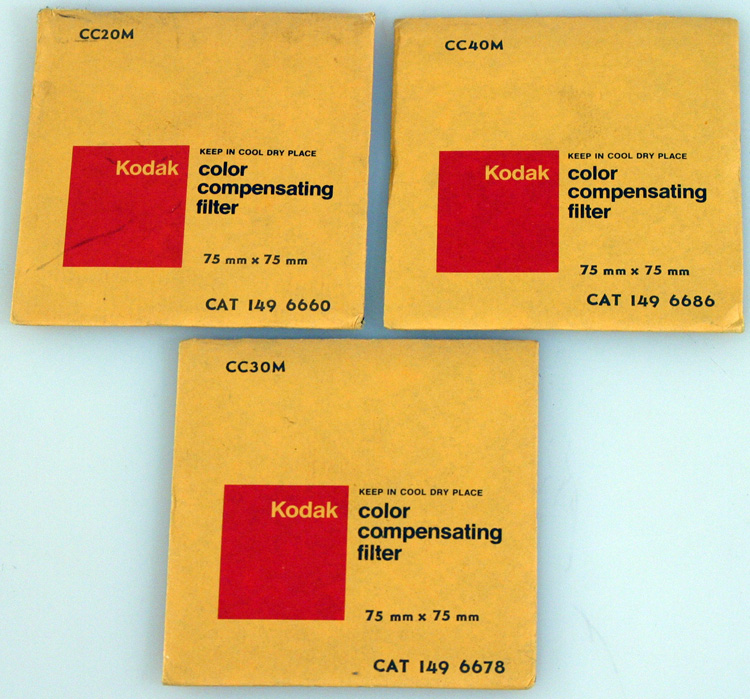 CC20M
Kodak
KEEP IN COOL DRY PLACE
color
compensating
filter
75 mm x 75 mm
CAT 149 6660
CC40M
Kodak
KEEP IN COOL DRY PLACE
color
compensating
filter
75 mm x 75 mm
CAT 149 6686
CC30M
Kodak
KEEP IN COOL DRY PLACE
color
compensating
filter
75 mm x 75 mm
CAT 149 6678